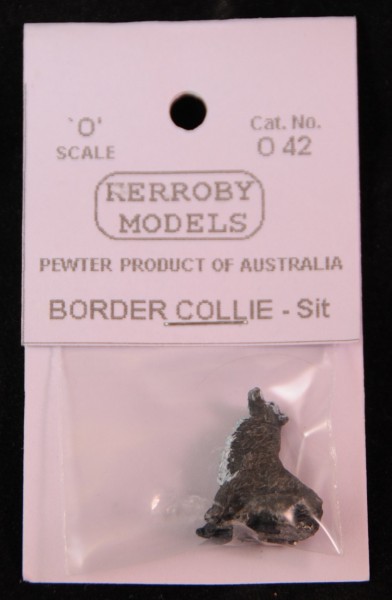 'O'
SCALE
Cat. No.
O 42
KERROBY
MODELS
PEWTER PRODUCT OF AUSTRALIA
BORDER COLLIE - Sit